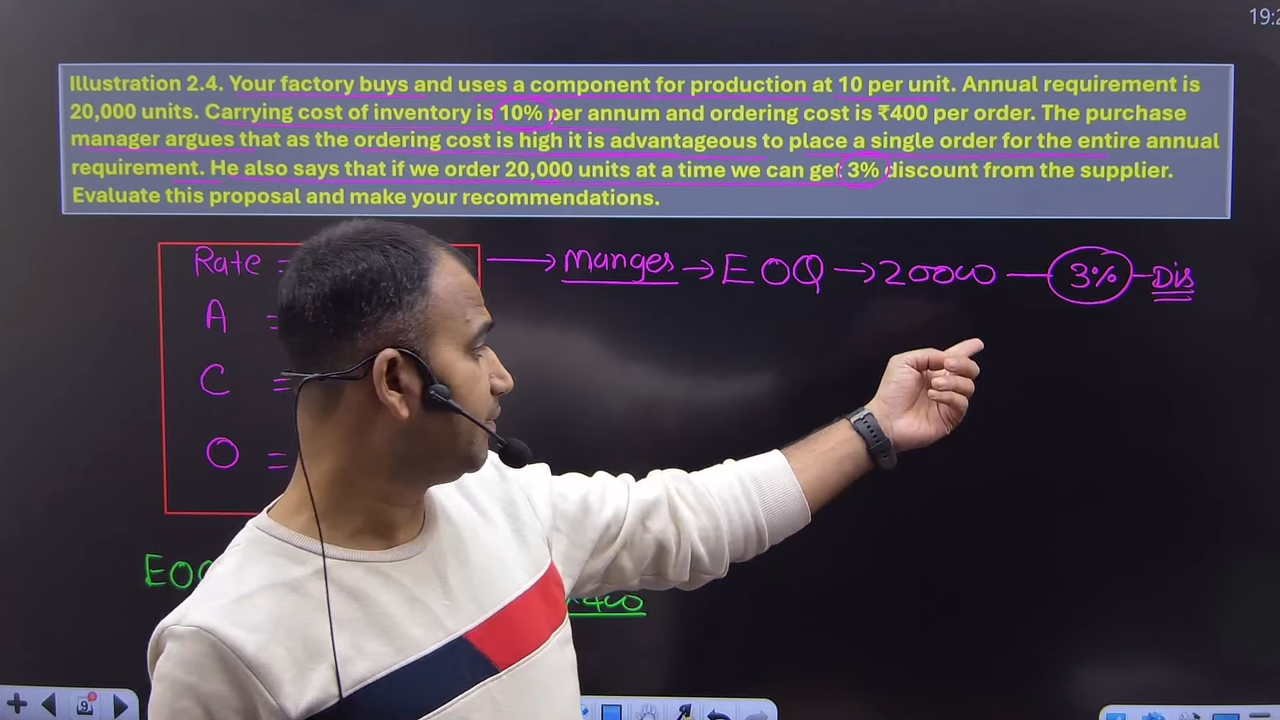 19:2
Illustration 2.4. Your factory buys and uses a component for production at 10 per unit. Annual requirement is
20,000 units. Carrying cost of inventory is 10% per annum and ordering cost is ₹400 per order. The purchase
manager argues that as the ordering cost is high it is advantageous to place a single order for the entire annual
requirement. He also says that if we order 20,000 units at a time we can get 3% discount from the supplier.
Evaluate this proposal and make your recommendations.
Rate = → Manges → EOQ → 20000 — 3% - Dis
A =
C =
O =
EOQ
×400
9